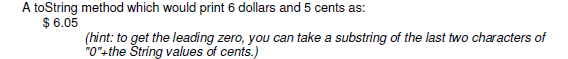 A toString method which would print 6 dollars and 5 cents as:
$ 6.05
(hint: to get the leading zero, you can take a substring of the last two characters of
"0"+the String values of cents.)